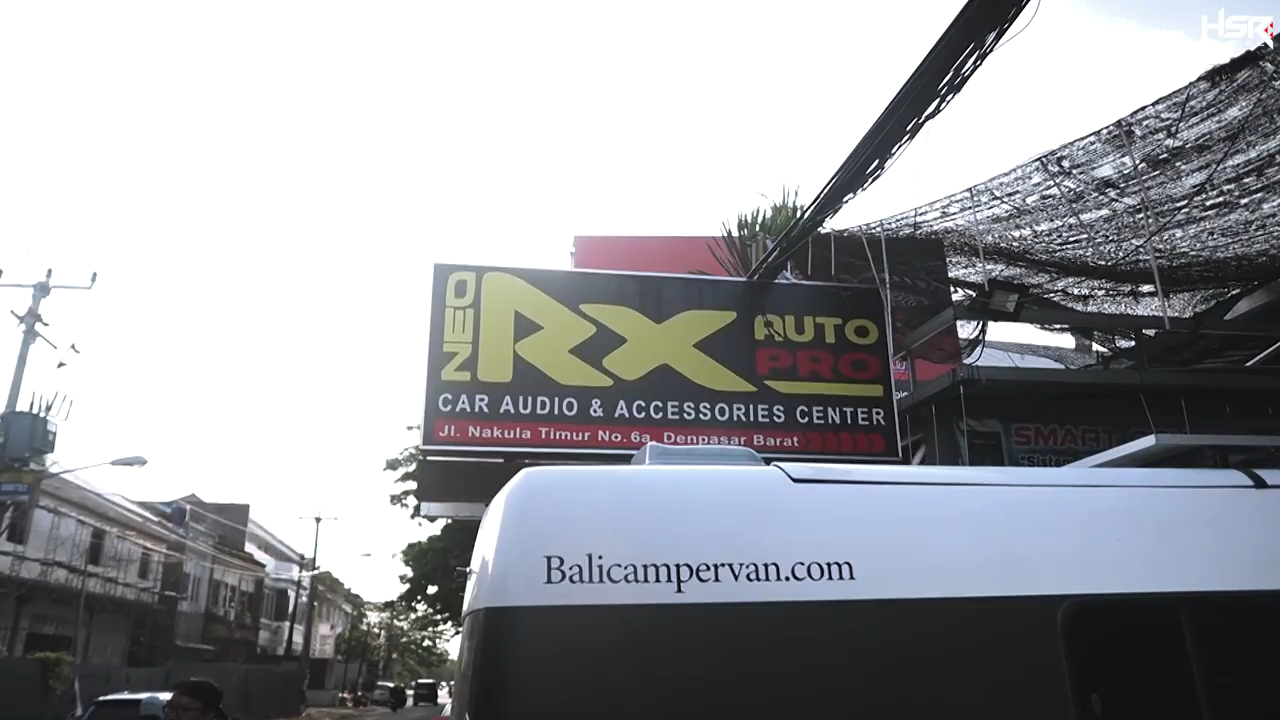 HSR
NEO RX AUTO PRO
CAR AUDIO & ACCESSORIES CENTER
Jl. Nakula Timur No.6a, Denpasar Barat
SMART
"Sistem
Balicampervan.com